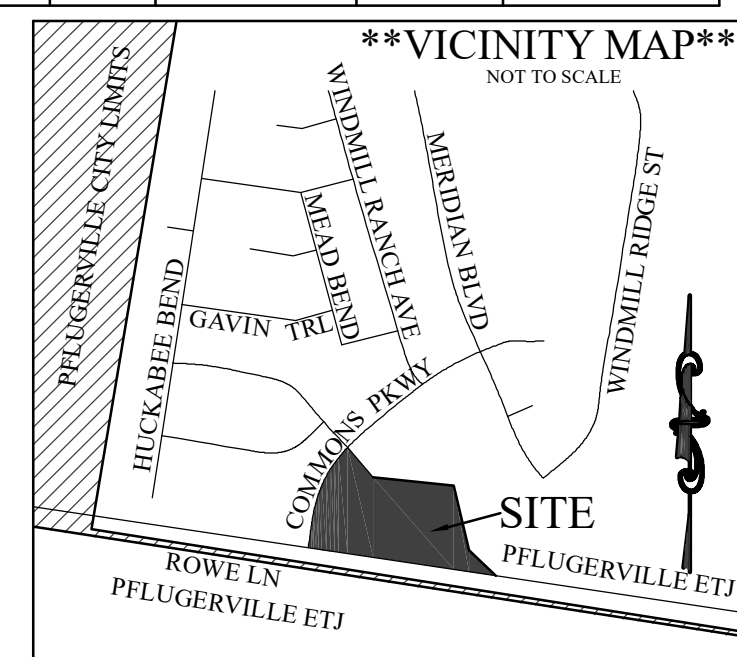 **VICINITY MAP**
NOT TO SCALE
PFLUGERVILLE CITY LIMITS
WINDMILL RANCH AVE
MERIDIAN BLVD
WINDMILL RIDGE ST
MEAD BEND
HUCKABEE BEND
GAVIN TRL
COMMONS PKWY
SITE
PFLUGERVILLE ETJ
ROWE LN
PFLUGERVILLE ETJ